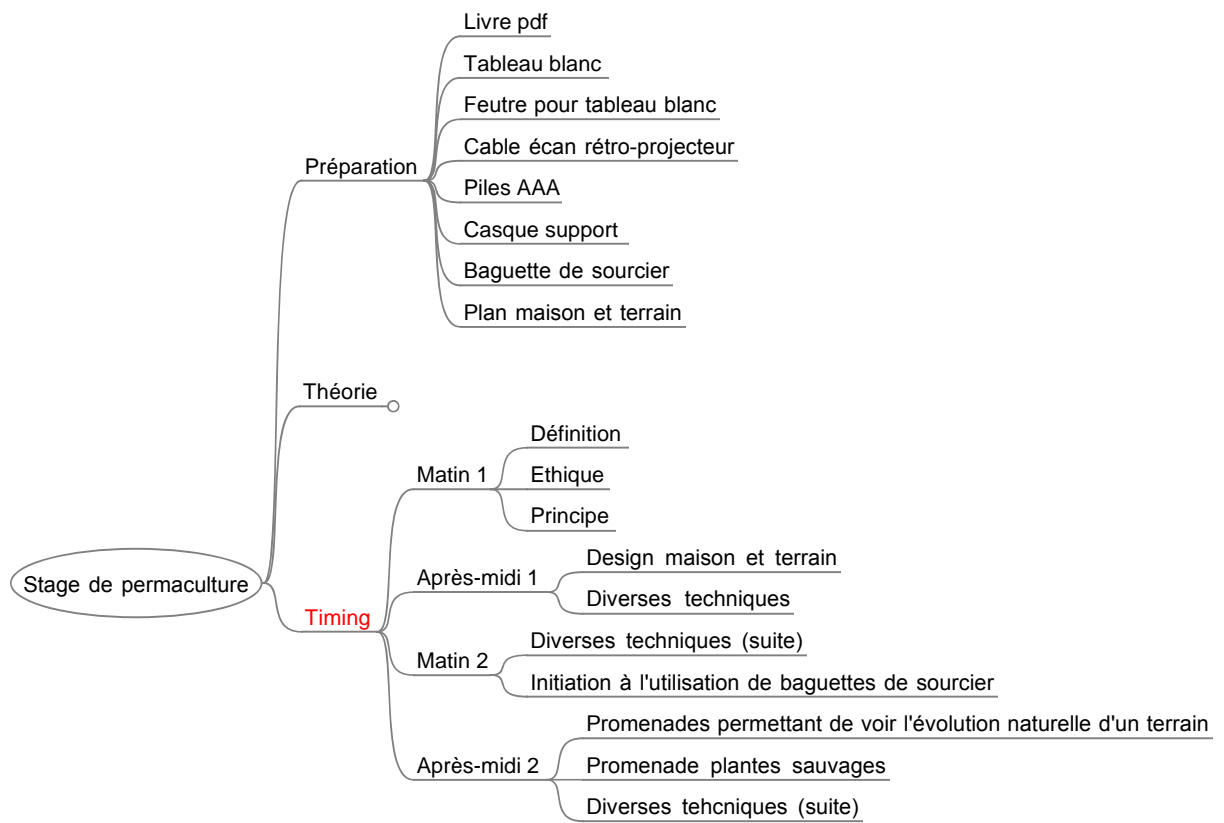 Stage de permaculture
Préparation
Livre pdf
Tableau blanc
Feutre pour tableau blanc
Cable écan rétro-projecteur
Piles AAA
Casque support
Baguette de sourcier
Plan maison et terrain
Théorie
Timing
Matin 1
Définition
Ethique
Principe
Après-midi 1
Design maison et terrain
Diverses techniques
Matin 2
Diverses techniques (suite)
Initiation à l'utilisation de baguettes de sourcier
Après-midi 2
Promenades permettant de voir l'évolution naturelle d'un terrain
Promenade plantes sauvages
Diverses tehcniques (suite)